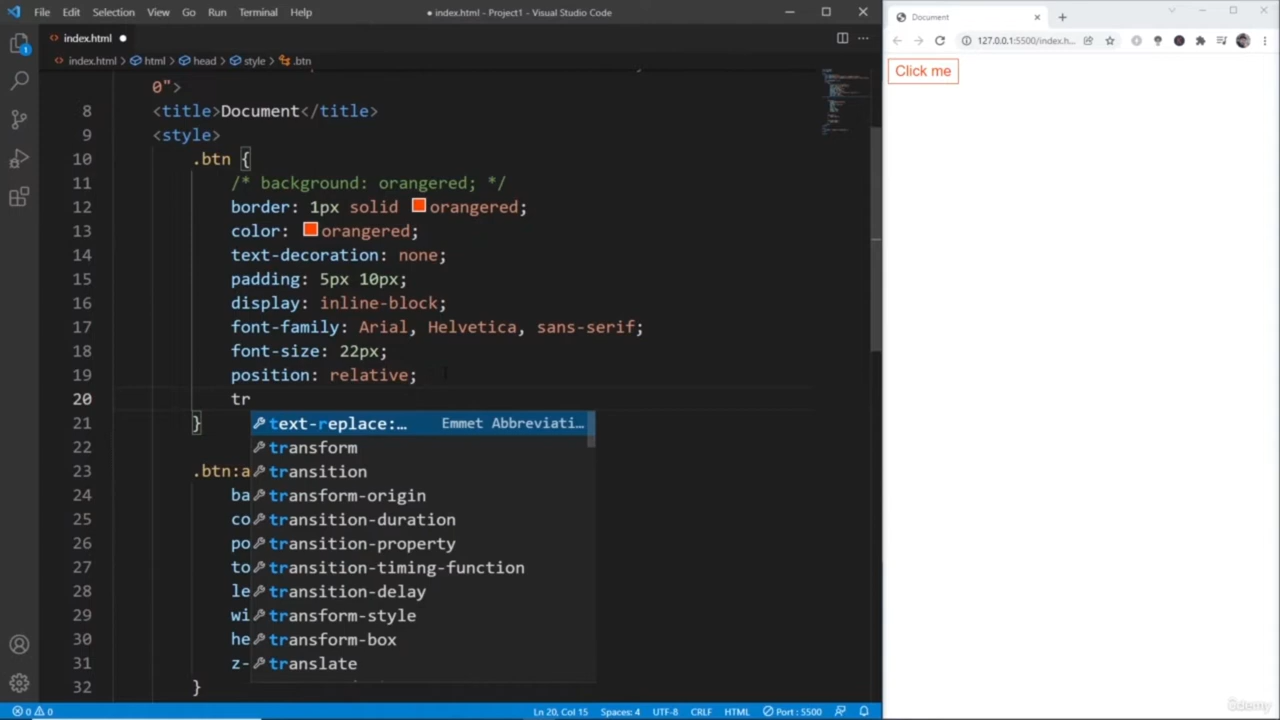 File Edit Selection View Go Run Terminal Help
● index.html - Project1 - Visual Studio Code
Document
index.html
127.0.0.1:5500/index.h...
index.html > html > head > style > .btn
Click me
1
0">
8 <title>Document</title>
9 <style>
10 .btn {
11 /* background: orangered; */
12 border: 1px solid orangered;
13 color: orangered;
14 text-decoration: none;
15 padding: 5px 10px;
16 display: inline-block;
17 font-family: Arial, Helvetica, sans-serif;
18 font-size: 22px;
19 position: relative;
20 tr
21 }
text-replace:… Emmet Abbreviati…
22
transform
23 .btn:a
transition
24 ba
transform-origin
25 co
transition-duration
26 po
transition-property
27 to
transition-timing-function
28 le
transition-delay
29 wi
transform-style
30 he
transform-box
31 z-
translate
32 }
0 0 Ln 20, Col 15 Spaces: 4 UTF-8 CRLF HTML Port : 5500
ûdemy